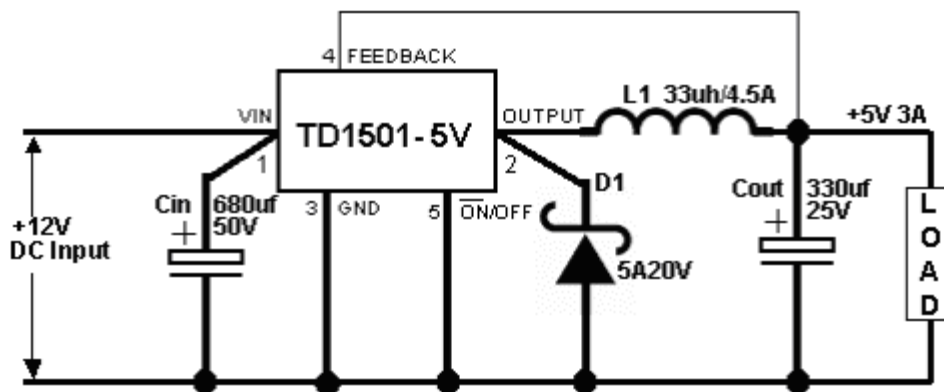 4 FEEDBACK
L1 33uh/4.5A
VIN
OUTPUT
+5V 3A
TD1501-5V
1
2
D1
Cin
680uf
50V
+
3
GND
5
ON/OFF
Cout
330uf
25V
+
+12V
DC Input
5A20V
L
O
A
D